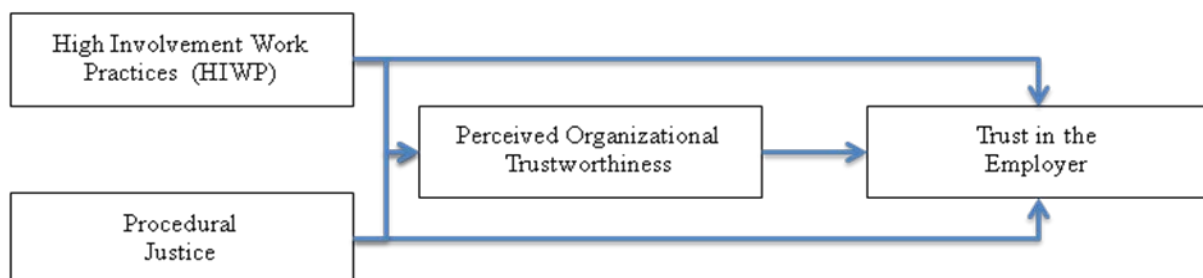 High Involvement Work
Practices (HIWP)
Perceived Organizational
Trustworthiness
Trust in the
Employer
Procedural
Justice